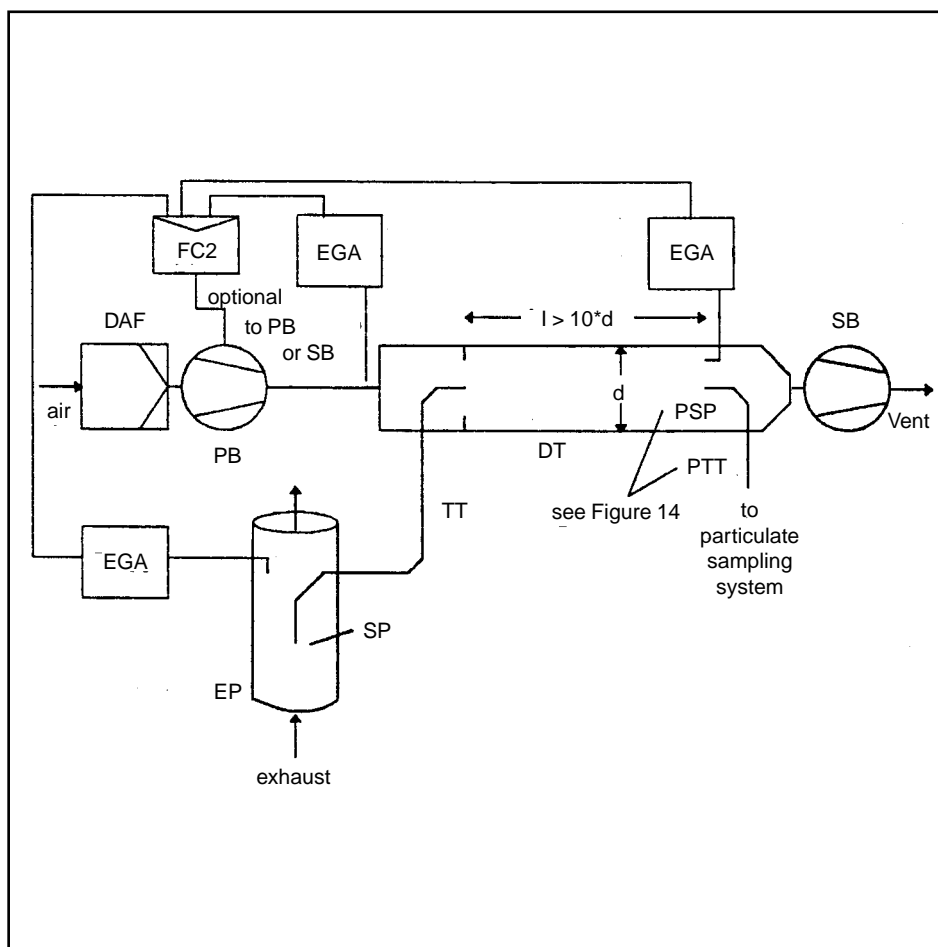 FC2
EGA
EGA
optional
to PB
or SB
DAF
l > 10*d
SB
air
d
PSP
Vent
PB
DT
PTT
TT
see Figure 14
to
particulate
sampling
system
EGA
SP
EP
exhaust